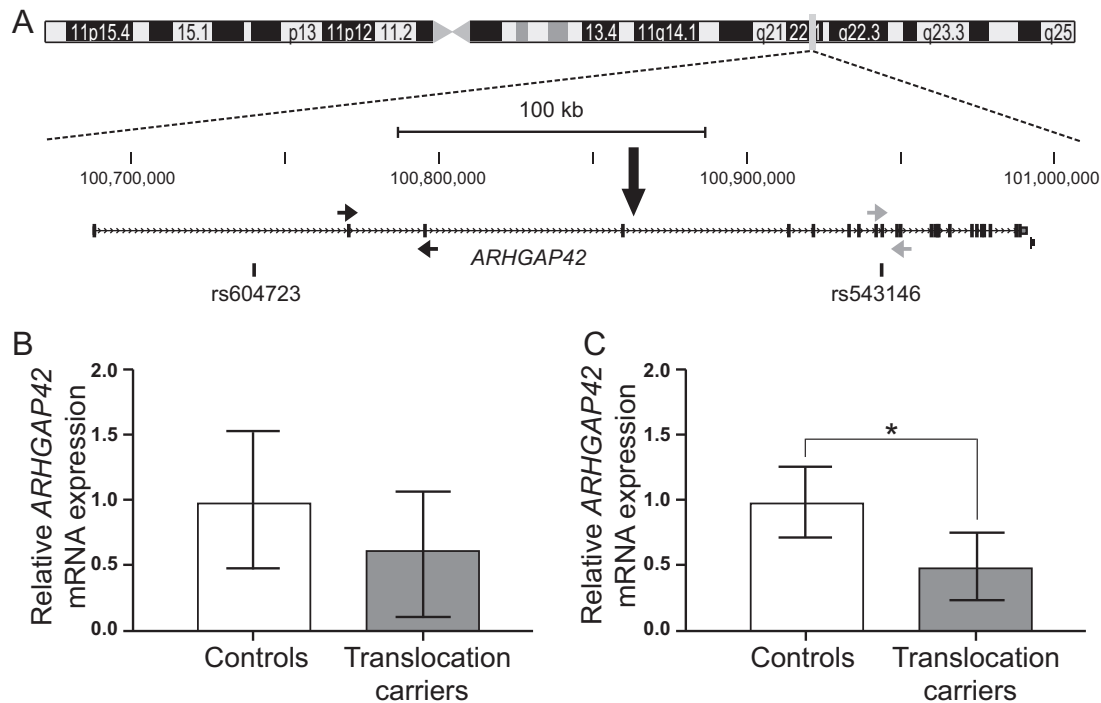 A
11p15.4 15.1 p13 11p12 11.2 13.4 11q14.1 q21 22 1 q22.3 q23.3 q25
100 kb
100,700,000 100,800,000 100,900,000 101,000,000
ARHGAP42
rs604723 rs543146
B
Relative ARHGAP42
mRNA expression
2.0
1.5
1.0
0.5
0.0
Controls
Translocation
carriers
C
Relative ARHGAP42
mRNA expression
2.0
1.5
1.0
0.5
0.0
*
Controls
Translocation
carriers